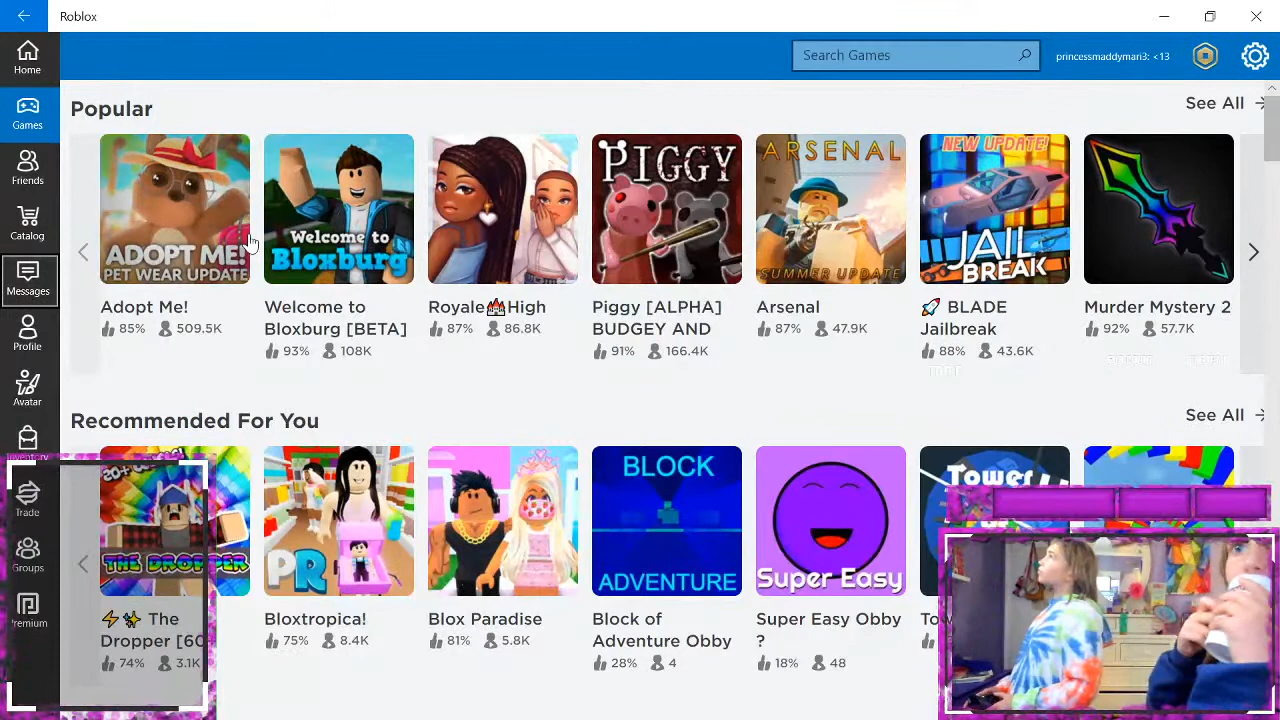 Roblox
Home
Games
Friends
Catalog
Messages
Profile
Avatar
Inventory
Trade
Groups
Premium
Search Games
princessmaddymari3: <13
Popular
See All
ADOPT ME!
PET WEAR UPDATE
Welcome to
Bloxburg
PIGGY
ARSENAL
SUMMER UPDATE
NEW UPDATE!
JAIL
BREAK
Adopt Me!
85% 509.5K
Welcome to
Bloxburg [BETA]
93% 108K
Royale🏰High
87% 86.8K
Piggy [ALPHA]
BUDGEY AND
91% 166.4K
Arsenal
87% 47.9K
🚀 BLADE
Jailbreak
88% 43.6K
Murder Mystery 2
92% 57.7K
Recommended For You
See All
THE DROPPER
PR
BLOCK
ADVENTURE
Super Easy
Tower
⚡✨ The
Dropper [60
74% 3.1K
Bloxtropica!
75% 8.4K
Blox Paradise
81% 5.8K
Block of
Adventure Obby
28% 4
Super Easy Obby
?
18% 48